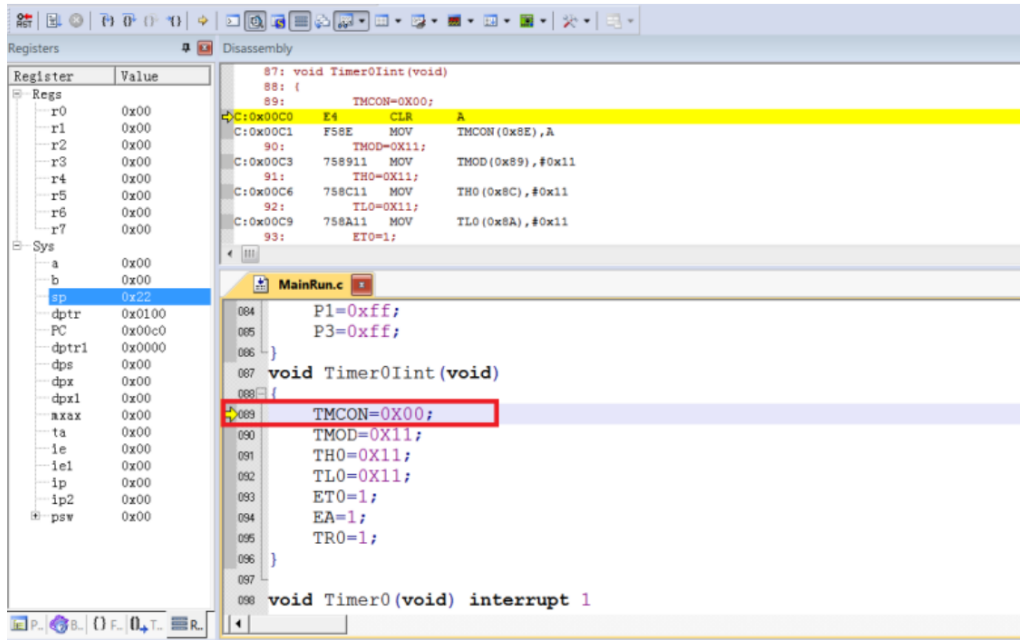 Registers
Register Value
Regs
r0 0x00
r1 0x00
r2 0x00
r3 0x00
r4 0x00
r5 0x00
r6 0x00
r7 0x00
Sys
a 0x00
b 0x00
sp 0x22
dptr 0x0100
PC 0x00c0
dptr1 0x0000
dps 0x00
dpx 0x00
dpx1 0x00
axax 0x00
ta 0x00
ie 0x00
ie1 0x00
ip 0x00
ip2 0x00
psw 0x00
P... B... {} F... 0 T... R...
Disassembly
87: void Timer0Iint(void)
88: {
89: TMCON=0X00;
C:0x00C0 E4 CLR A
C:0x00C1 F58E MOV TMCON(0x8E),A
90: TMOD=0X11;
C:0x00C3 758911 MOV TMOD(0x89),#0x11
91: TH0=0X11;
C:0x00C6 758C11 MOV TH0(0x8C),#0x11
92: TL0=0X11;
C:0x00C9 758A11 MOV TL0(0x8A),#0x11
93: ET0=1;
MainRun.c
084 P1=0xff;
085 P3=0xff;
086 }
087 void Timer0Iint(void)
088 {
089 TMCON=0X00;
090 TMOD=0X11;
091 TH0=0X11;
092 TL0=0X11;
093 ET0=1;
094 EA=1;
095 TR0=1;
096 }
097
098 void Timer0(void) interrupt 1